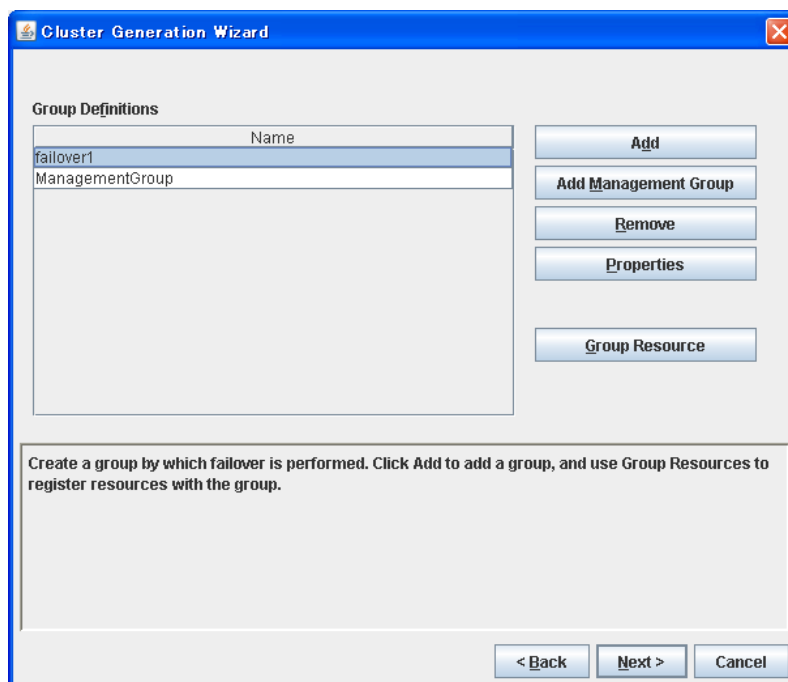 Cluster Generation Wizard
Group Definitions
Name
failover1
ManagementGroup
Add
Add Management Group
Remove
Properties
Group Resource
Create a group by which failover is performed. Click Add to add a group, and use Group Resources to
register resources with the group.
< Back
Next >
Cancel